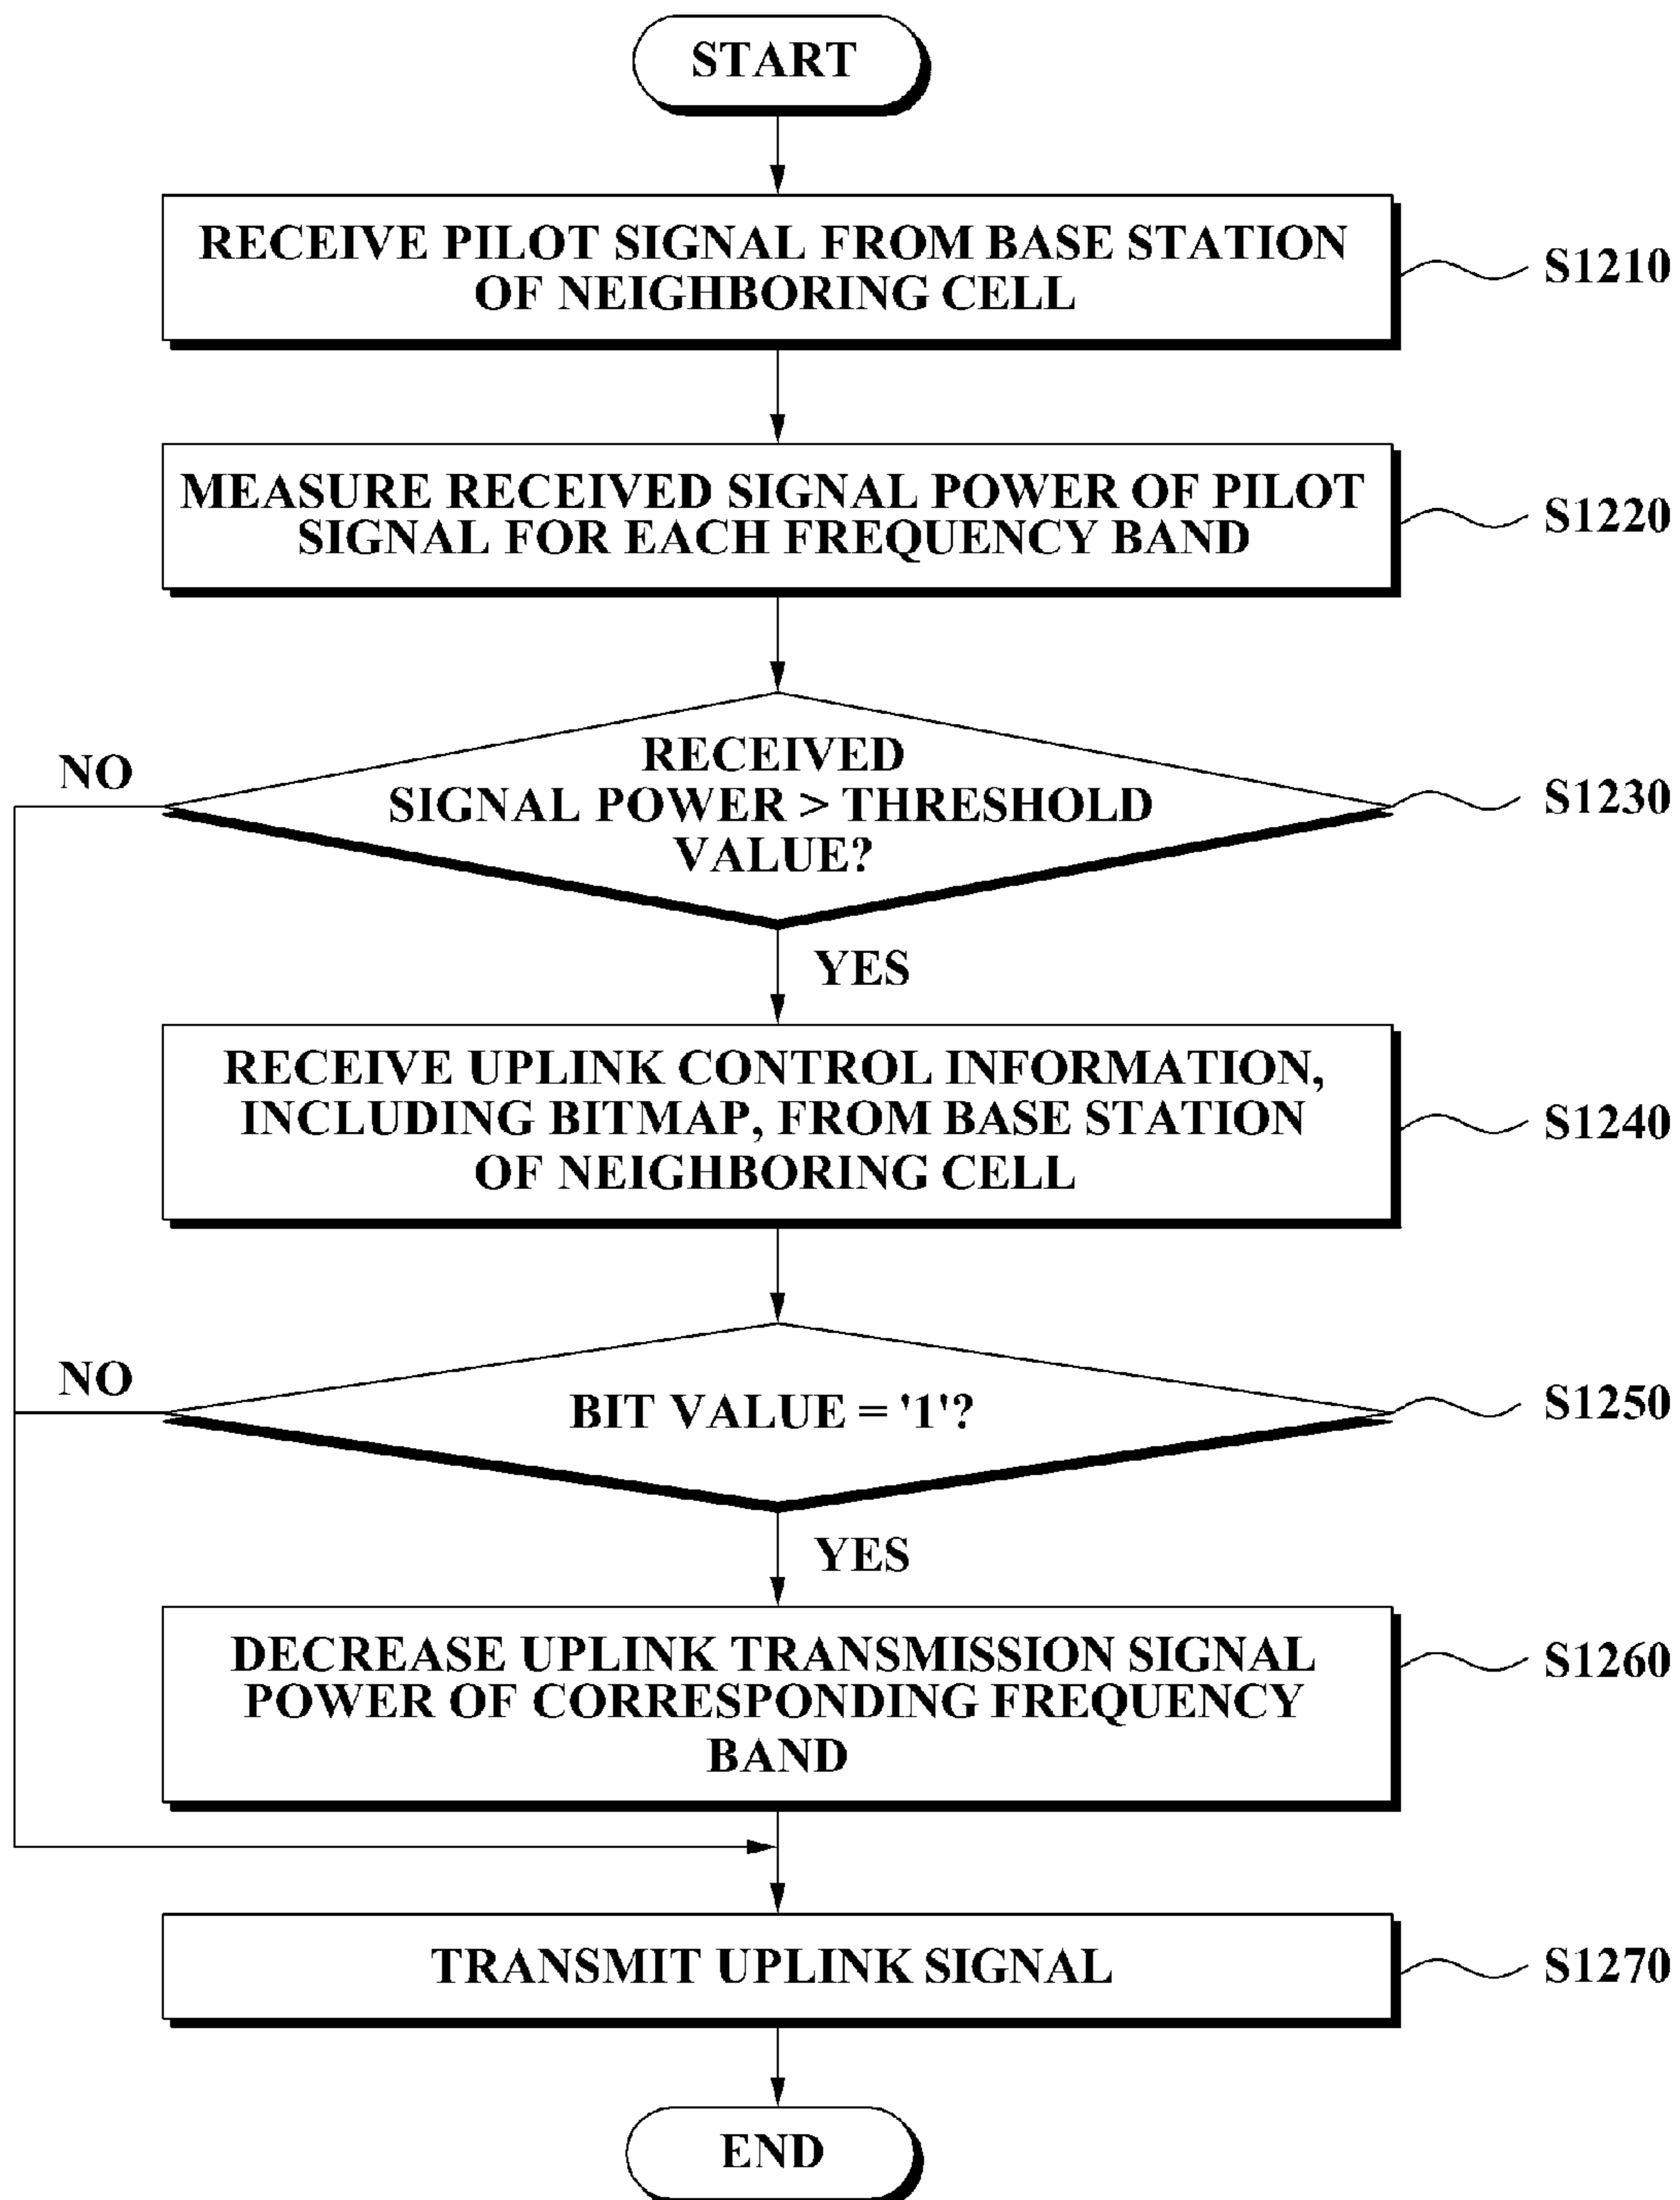 START
RECEIVE PILOT SIGNAL FROM BASE STATION
OF NEIGHBORING CELL
S1210
MEASURE RECEIVED SIGNAL POWER OF PILOT
SIGNAL FOR EACH FREQUENCY BAND
S1220
NO
RECEIVED
SIGNAL POWER > THRESHOLD
VALUE?
S1230
YES
RECEIVE UPLINK CONTROL INFORMATION,
INCLUDING BITMAP, FROM BASE STATION
OF NEIGHBORING CELL
S1240
NO
BIT VALUE = '1'?
S1250
YES
DECREASE UPLINK TRANSMISSION SIGNAL
POWER OF CORRESPONDING FREQUENCY
BAND
S1260
TRANSMIT UPLINK SIGNAL
S1270
END